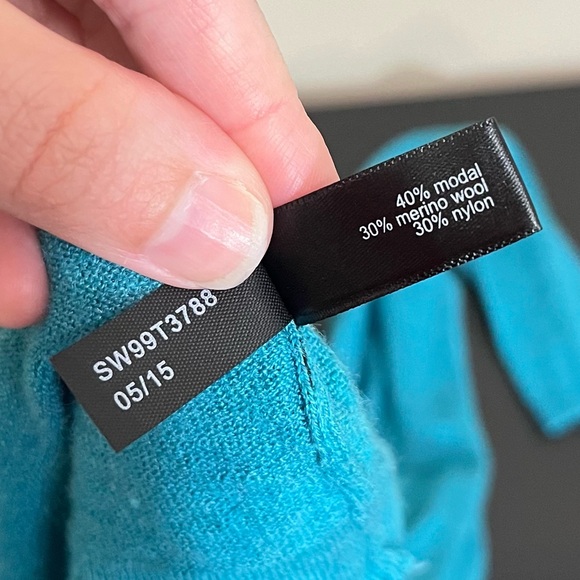 40% modal
30% merino wool
30% nylon
SW99T3788
05/15